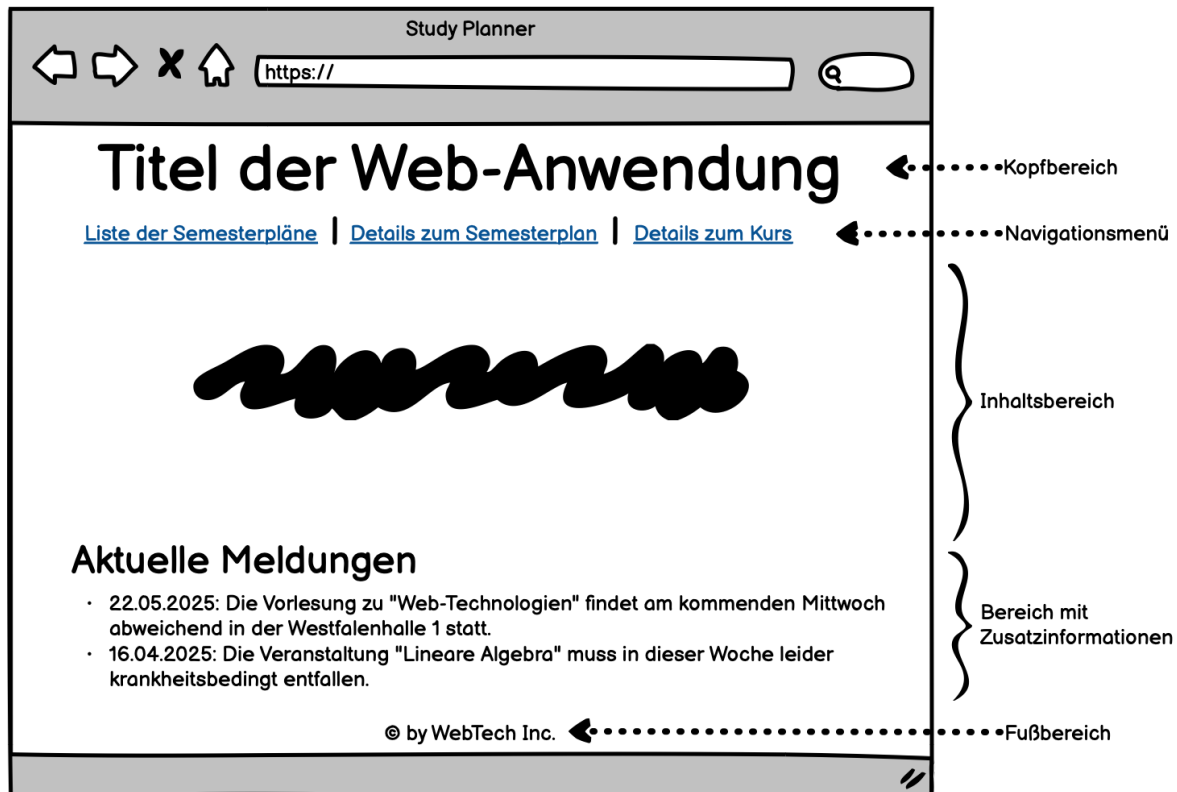 Study Planner
https://
Titel der Web-Anwendung
Kopfbereich
Liste der Semesterpläne | Details zum Semesterplan | Details zum Kurs
Navigationsmenü
Inhaltsbereich
Aktuelle Meldungen
· 22.05.2025: Die Vorlesung zu "Web-Technologien" findet am kommenden Mittwoch
abweichend in der Westfalenhalle 1 statt.
· 16.04.2025: Die Veranstaltung "Lineare Algebra" muss in dieser Woche leider
krankheitsbedingt entfallen.
Bereich mit
Zusatzinformationen
© by WebTech Inc.
Fußbereich